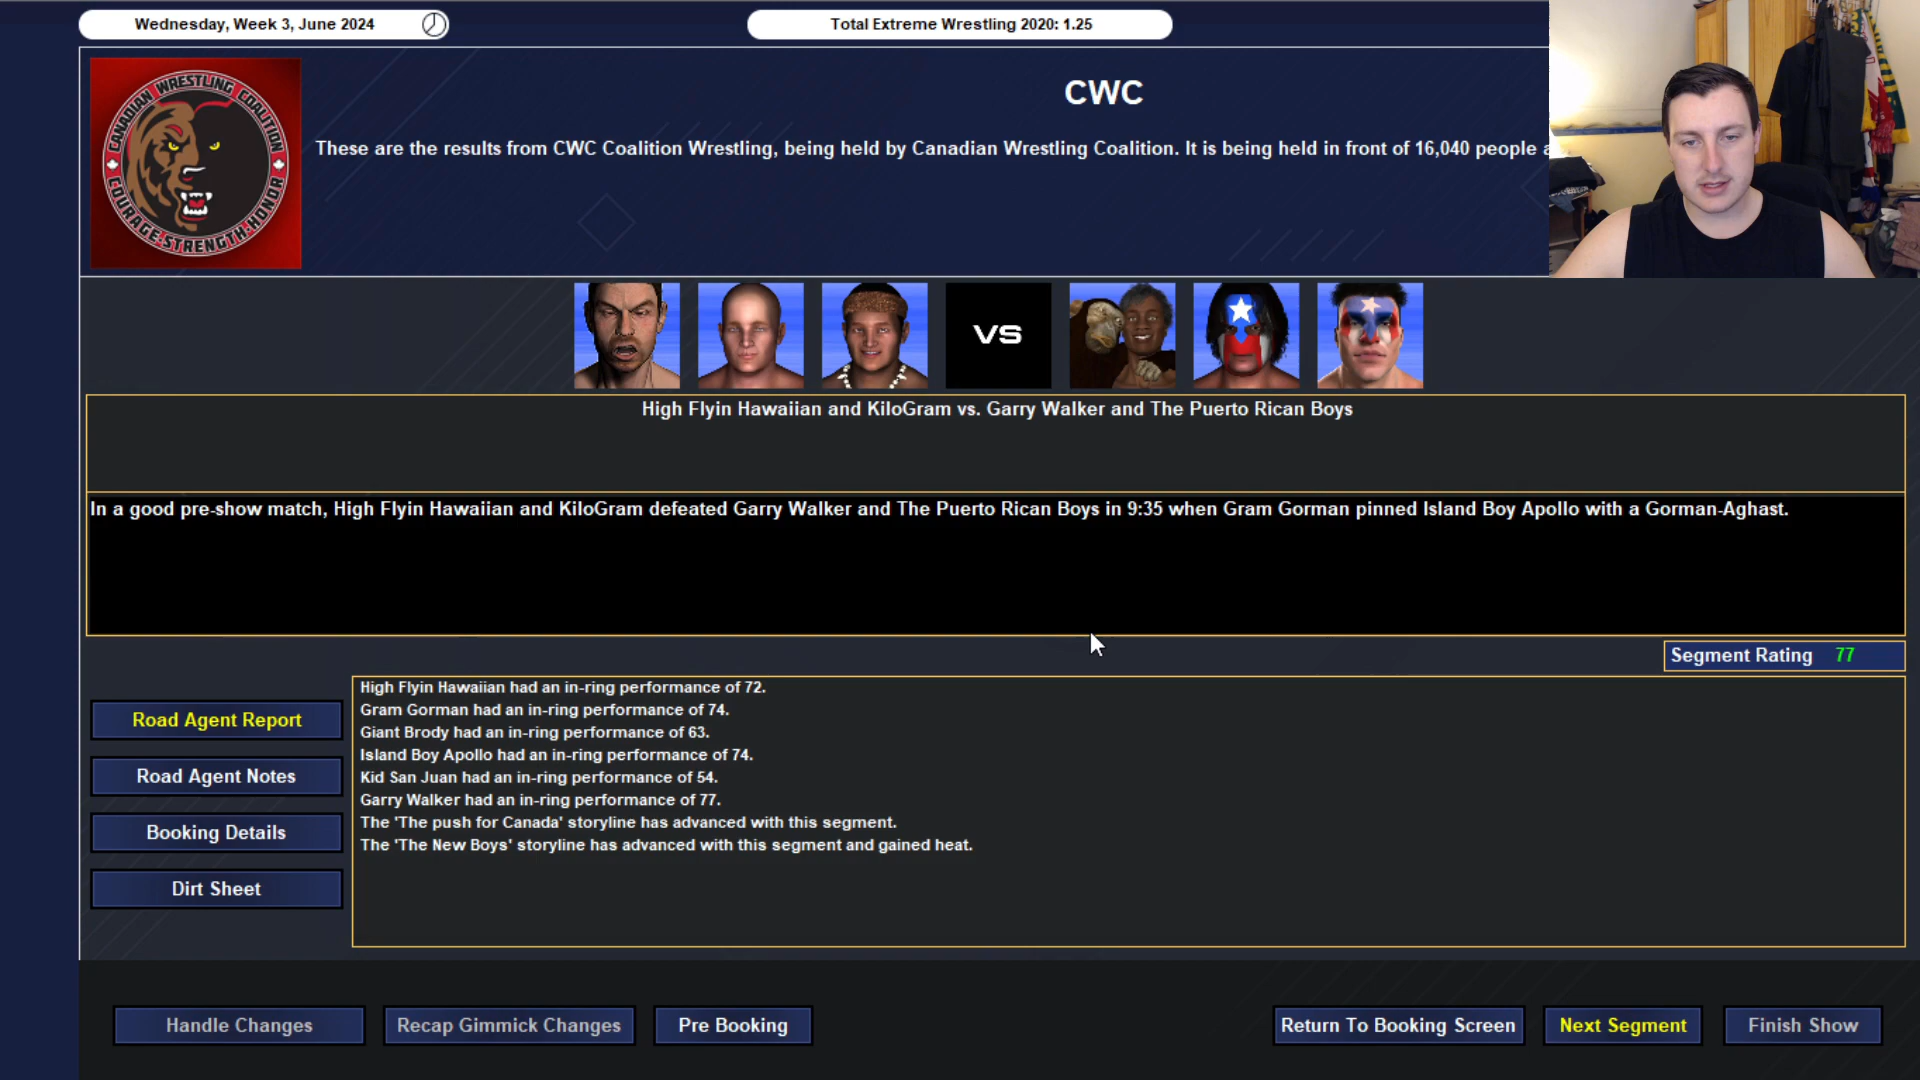 Wednesday, Week 3, June 2024
Total Extreme Wrestling 2020: 1.25
CANADIAN WRESTLING COALITION
COURAGE·STRENGTH·HONOR
CWC
These are the results from CWC Coalition Wrestling, being held by Canadian Wrestling Coalition. It is being held in front of 16,040 people
VS
High Flyin Hawaiian and KiloGram vs. Garry Walker and The Puerto Rican Boys
In a good pre-show match, High Flyin Hawaiian and KiloGram defeated Garry Walker and The Puerto Rican Boys in 9:35 when Gram Gorman pinned Island Boy Apollo with a Gorman-Aghast.
Segment Rating 77
Road Agent Report
Road Agent Notes
Booking Details
Dirt Sheet
High Flyin Hawaiian had an in-ring performance of 72.
Gram Gorman had an in-ring performance of 74.
Giant Brody had an in-ring performance of 63.
Island Boy Apollo had an in-ring performance of 74.
Kid San Juan had an in-ring performance of 54.
Garry Walker had an in-ring performance of 77.
The 'The push for Canada' storyline has advanced with this segment.
The 'The New Boys' storyline has advanced with this segment and gained heat.
Handle Changes
Recap Gimmick Changes
Pre Booking
Return To Booking Screen
Next Segment
Finish Show